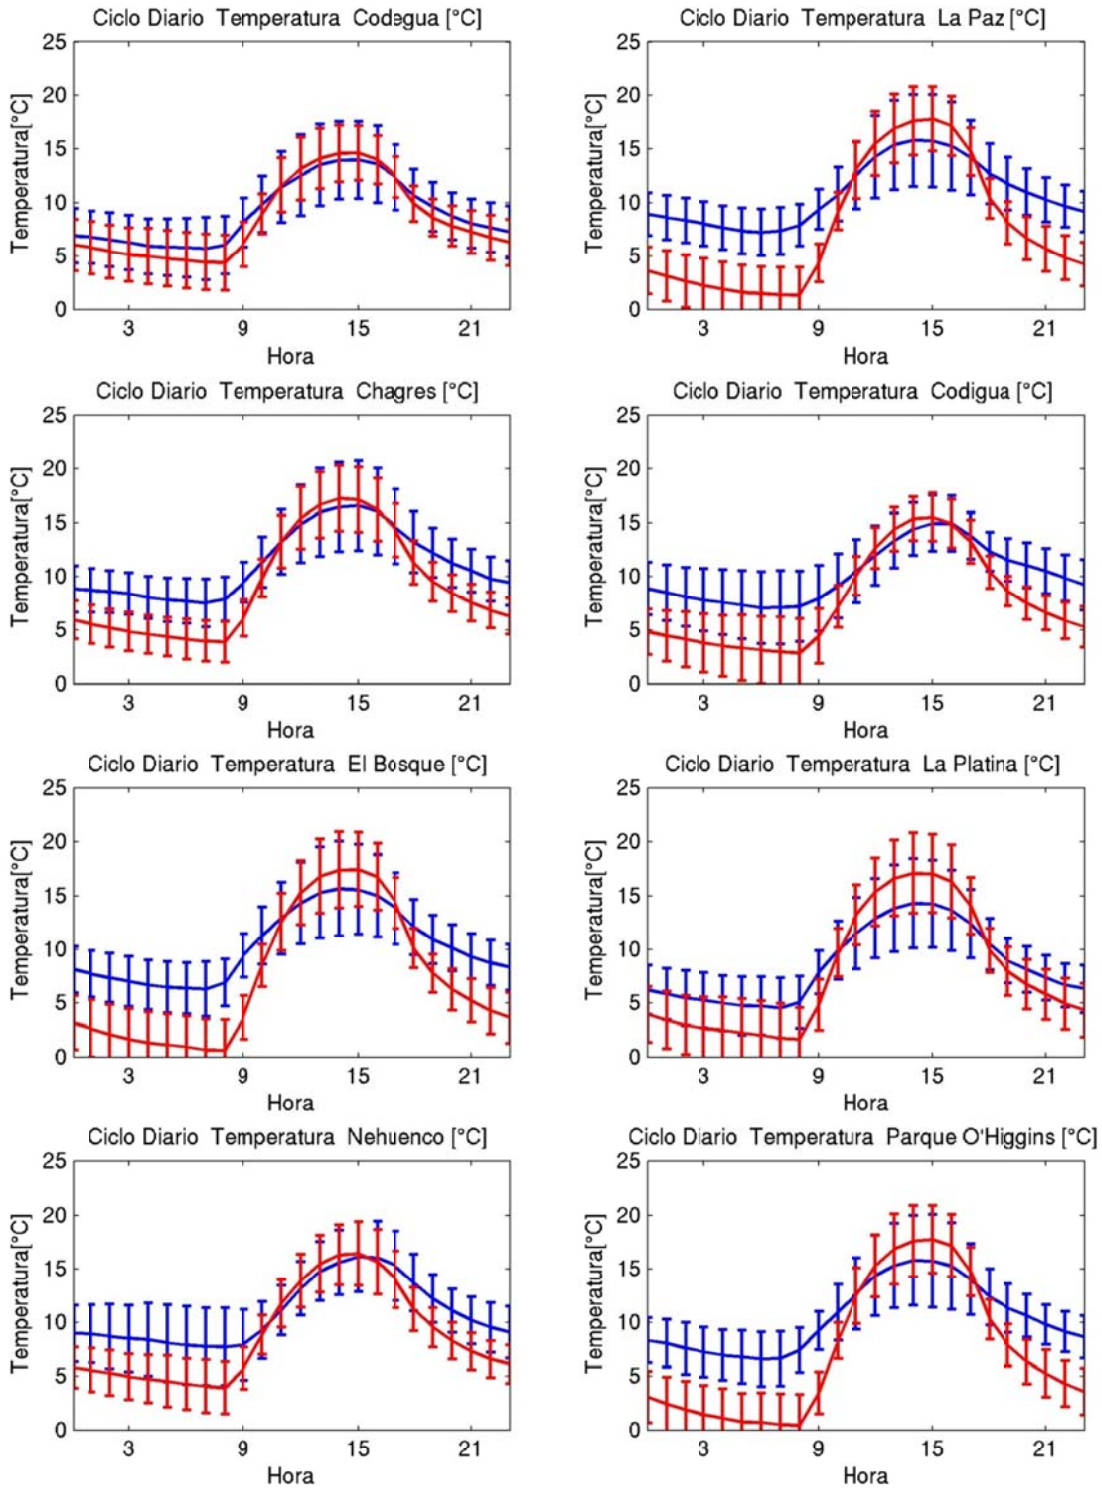 Ciclo Diario Temperatura Codegua [°C]
25
20
15
10
5
0
Temperatura[°C]
3 9 15 21
Hora
Ciclo Diario Temperatura La Paz [°C]
25
20
15
10
5
0
Temperatura[°C]
3 9 15 21
Hora
Ciclo Diario Temperatura Chagres [°C]
25
20
15
10
5
0
Temperatura[°C]
3 9 15 21
Hora
Ciclo Diario Temperatura Codigua [°C]
25
20
15
10
5
0
Temperatura[°C]
3 9 15 21
Hora
Ciclo Diario Temperatura El Bosque [°C]
25
20
15
10
5
0
Temperatura[°C]
3 9 15 21
Hora
Ciclo Diario Temperatura La Platina [°C]
25
20
15
10
5
0
Temperatura[°C]
3 9 15 21
Hora
Ciclo Diario Temperatura Nehuenco [°C]
25
20
15
10
5
0
Temperatura[°C]
3 9 15 21
Hora
Ciclo Diario Temperatura Parque O'Higgins [°C]
25
20
15
10
5
0
Temperatura[°C]
3 9 15 21
Hora